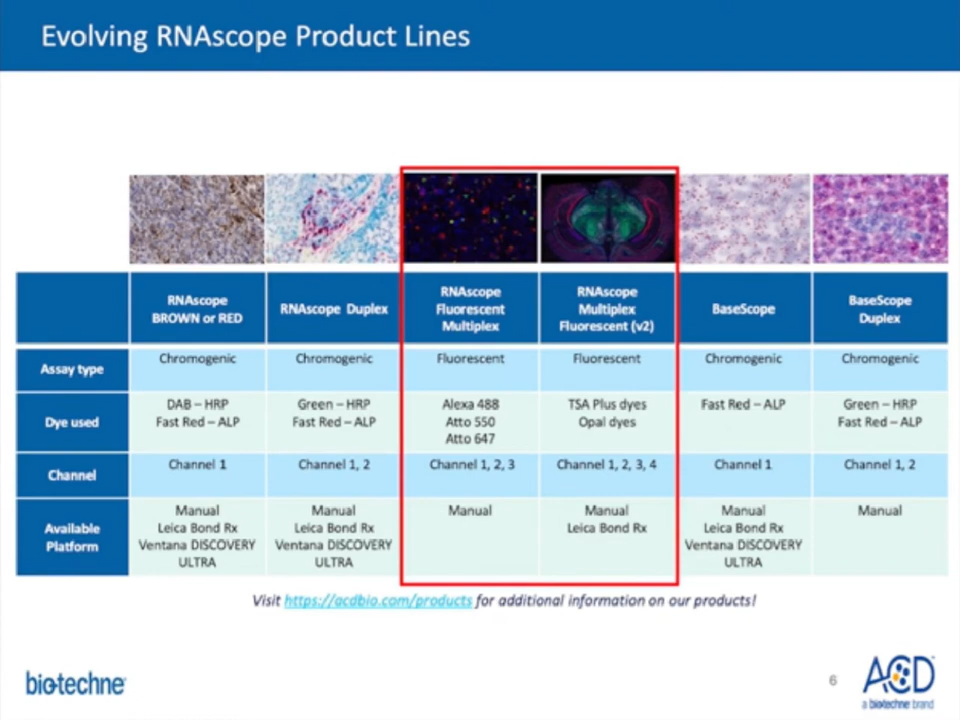 Evolving RNAscope Product Lines
RNAscope
BROWN or RED
RNAscope Duplex
RNAscope
Fluorescent
Multiplex
RNAscope
Multiplex
Fluorescent (v2)
BaseScope
BaseScope
Duplex
Assay type
Chromogenic
Chromogenic
Fluorescent
Fluorescent
Chromogenic
Chromogenic
Dye used
DAB – HRP
Fast Red – ALP
Green – HRP
Fast Red – ALP
Alexa 488
Atto 550
Atto 647
TSA Plus dyes
Opal dyes
Fast Red – ALP
Green – HRP
Fast Red – ALP
Channel
Channel 1
Channel 1, 2
Channel 1, 2, 3
Channel 1, 2, 3, 4
Channel 1
Channel 1, 2
Available
Platform
Manual
Leica Bond Rx
Ventana DISCOVERY
ULTRA
Manual
Leica Bond Rx
Ventana DISCOVERY
ULTRA
Manual
Manual
Leica Bond Rx
Manual
Leica Bond Rx
Ventana DISCOVERY
ULTRA
Manual
Visit https://acdbio.com/products for additional information on our products!
bio-techne
6
ACD
a biotechne brand